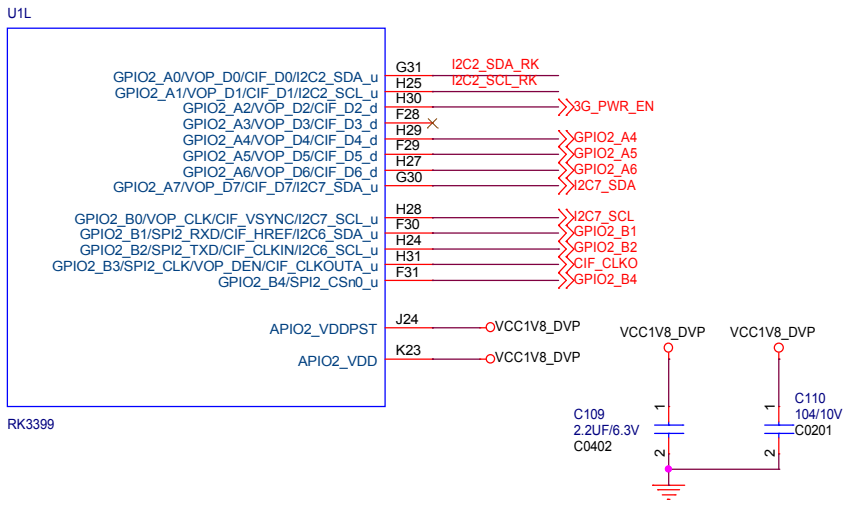 U1L
GPIO2_A0/VOP_D0/CIF_D0/I2C2_SDA_u G31 I2C2_SDA_RK
GPIO2_A1/VOP_D1/CIF_D1/I2C2_SCL_u H25 I2C2_SCL_RK
GPIO2_A2/VOP_D2/CIF_D2_d H30 3G_PWR_EN
GPIO2_A3/VOP_D3/CIF_D3_d F28
GPIO2_A4/VOP_D4/CIF_D4_d H29 GPIO2_A4
GPIO2_A5/VOP_D5/CIF_D5_d F29 GPIO2_A5
GPIO2_A6/VOP_D6/CIF_D6_d H27 GPIO2_A6
GPIO2_A7/VOP_D7/CIF_D7/I2C7_SDA_u G30 I2C7_SDA
GPIO2_B0/VOP_CLK/CIF_VSYNC/I2C7_SCL_u H28 I2C7_SCL
GPIO2_B1/SPI2_RXD/CIF_HREF/I2C6_SDA_u F30 GPIO2_B1
GPIO2_B2/SPI2_TXD/CIF_CLKIN/I2C6_SCL_u H24 GPIO2_B2
GPIO2_B3/SPI2_CLK/VOP_DEN/CIF_CLKOUTA_u H31 CIF_CLKO
GPIO2_B4/SPI2_CSn0_u F31 GPIO2_B4
APIO2_VDDPST J24 VCC1V8_DVP
APIO2_VDD K23 VCC1V8_DVP
RK3399
VCC1V8_DVP VCC1V8_DVP
C109
2.2UF/6.3V
C0402
1
2
C110
104/10V
C0201
1
2